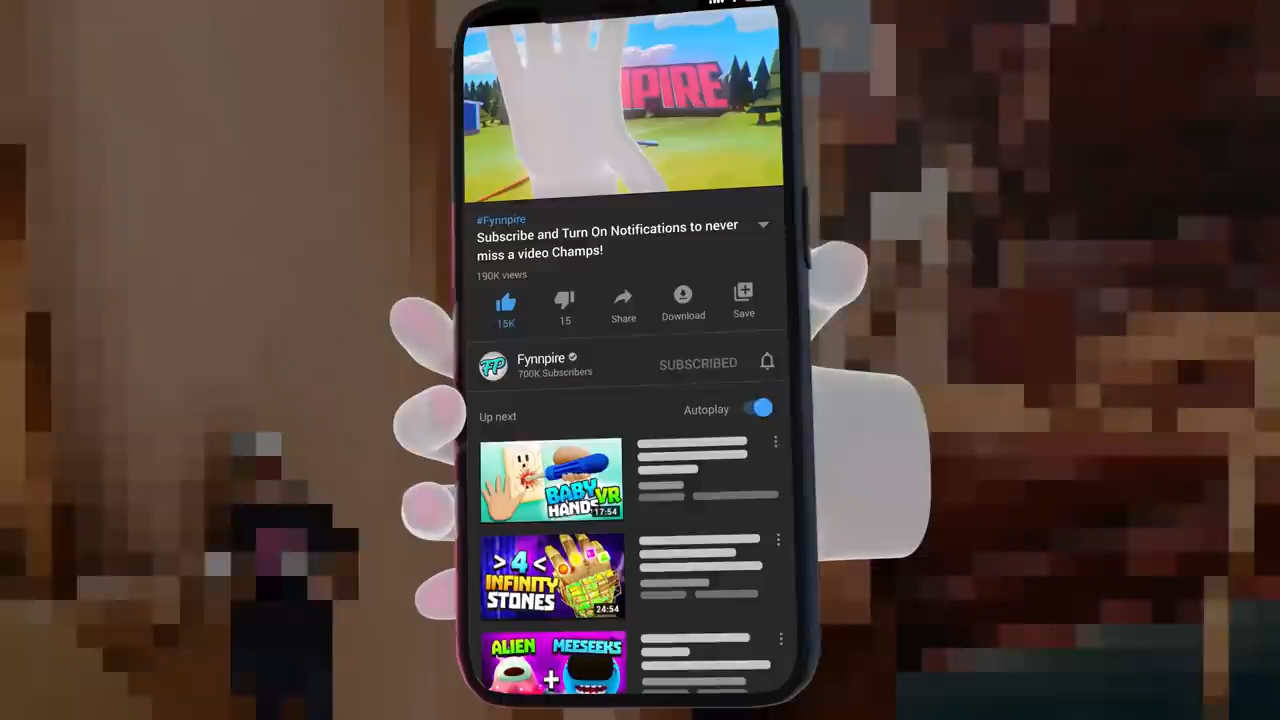 PIRE
#Fynnpire
Subscribe and Turn On Notifications to never
miss a video Champs!
190K views
15K
15
Share
Download
Save
FP
Fynnpire
700K Subscribers
SUBSCRIBED
Up next
Autoplay
BABY
VR
HANDS
17:54
> 4 <
INFINITY
STONES
24:54
ALIEN
MEESEEKS
+